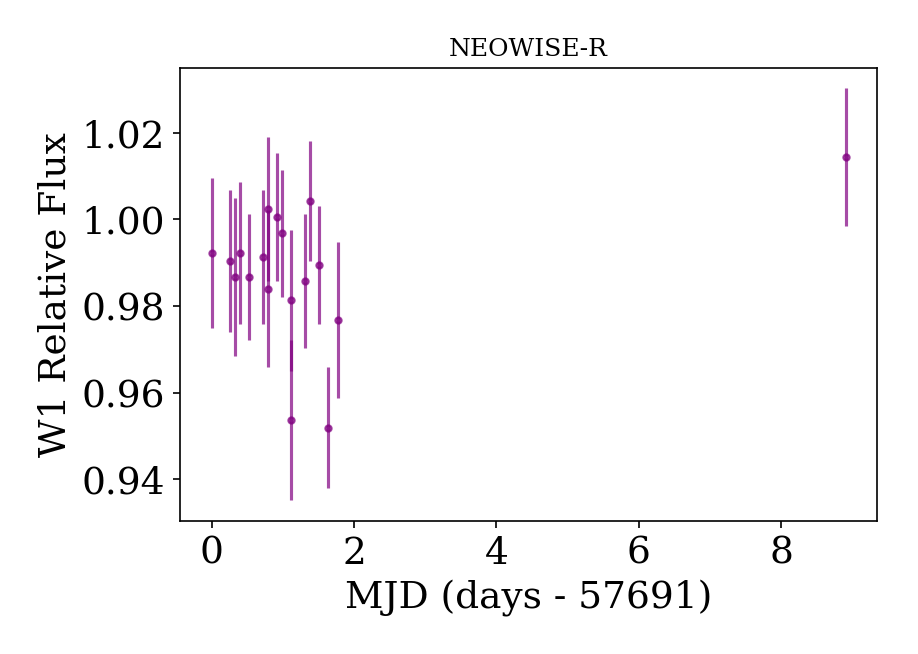 NEOWISE-R
W1 Relative Flux
1.02
1.00
0.98
0.96
0.94
0 2 4 6 8
MJD (days - 57691)